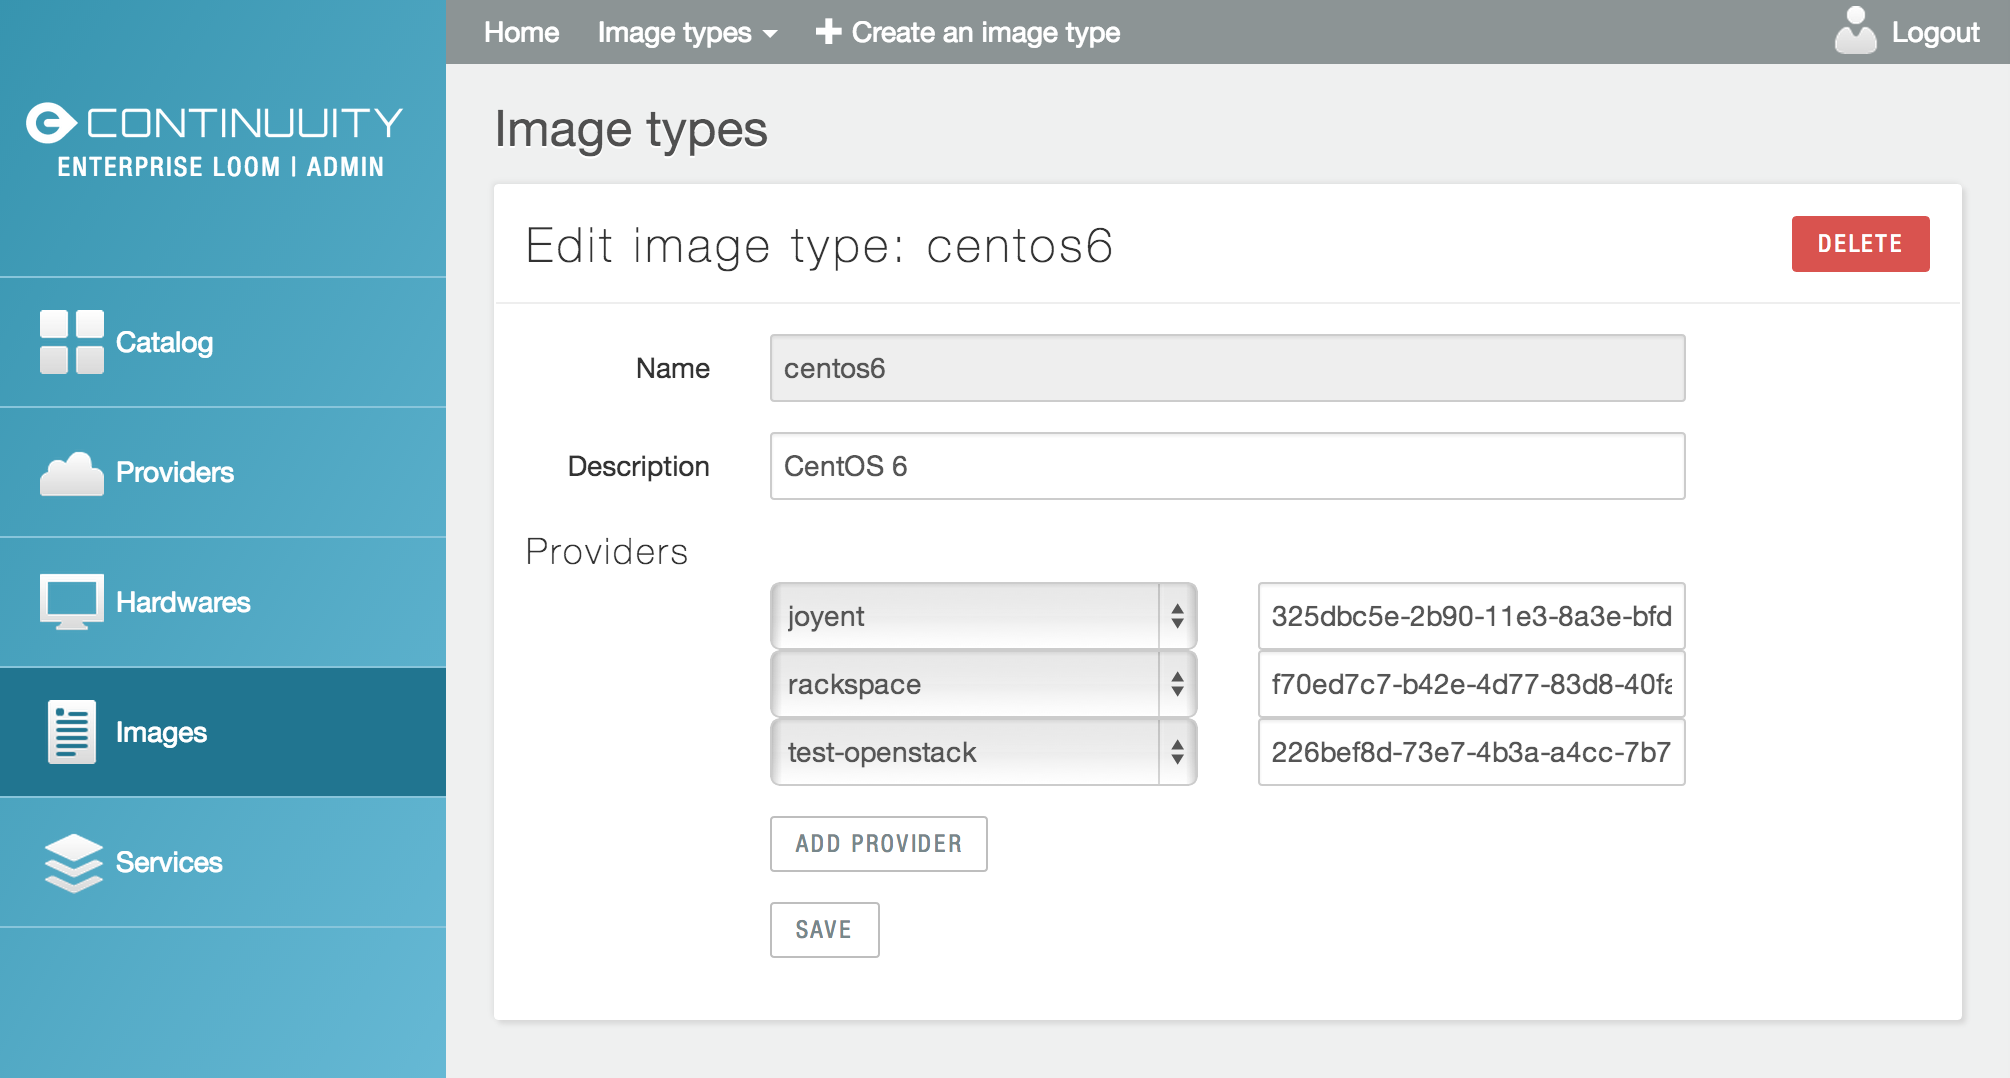 Home Image types Create an image type Logout
CONTINUUITY
ENTERPRISE LOOM | ADMIN
Catalog
Providers
Hardwares
Images
Services
Image types
Edit image type: centos6 DELETE
Name centos6
Description CentOS 6
Providers
joyent 325dbc5e-2b90-11e3-8a3e-bfd
rackspace f70ed7c7-b42e-4d77-83d8-40fa
test-openstack 226bef8d-73e7-4b3a-a4cc-7b7
ADD PROVIDER
SAVE